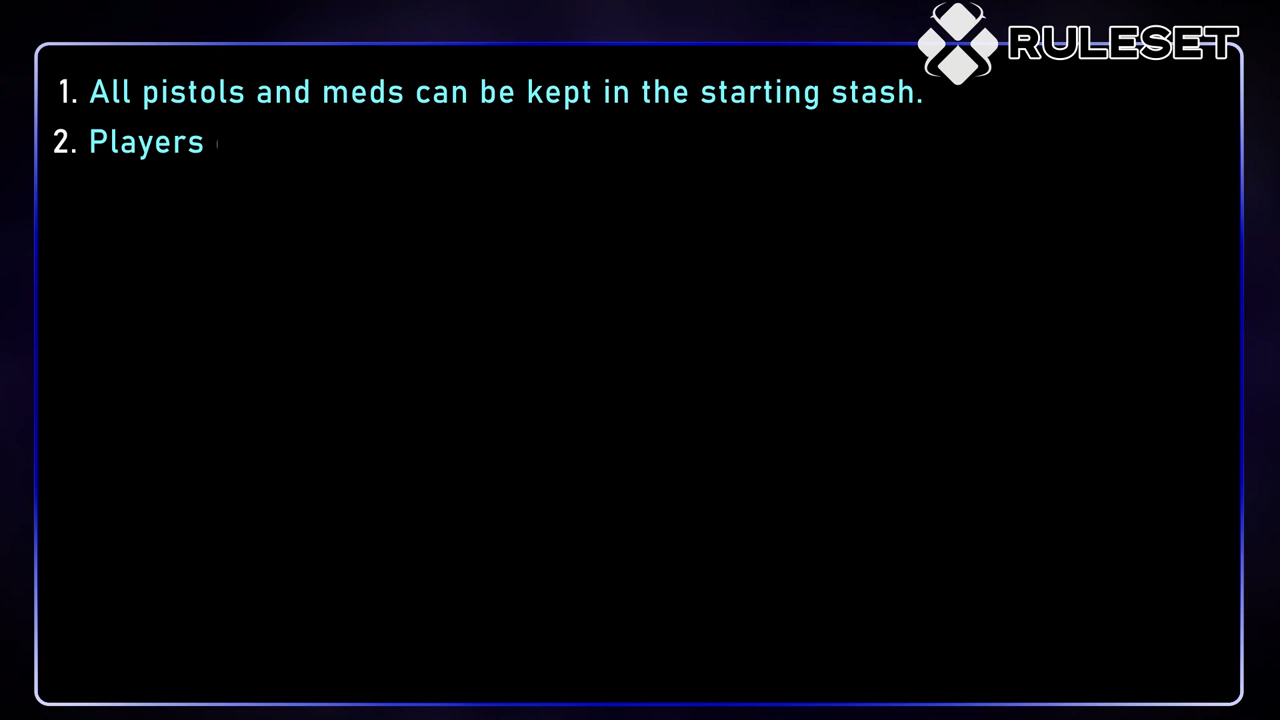 RULESET
1. All pistols and meds can be kept in the starting stash.
2. Players